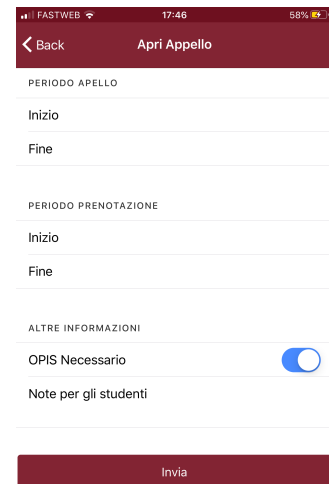 FASTWEB 17:46 58%
Back Apri Appello
PERIODO APELLO
Inizio
Fine
PERIODO PRENOTAZIONE
Inizio
Fine
ALTRE INFORMAZIONI
OPIS Necessario
Note per gli studenti
Invia